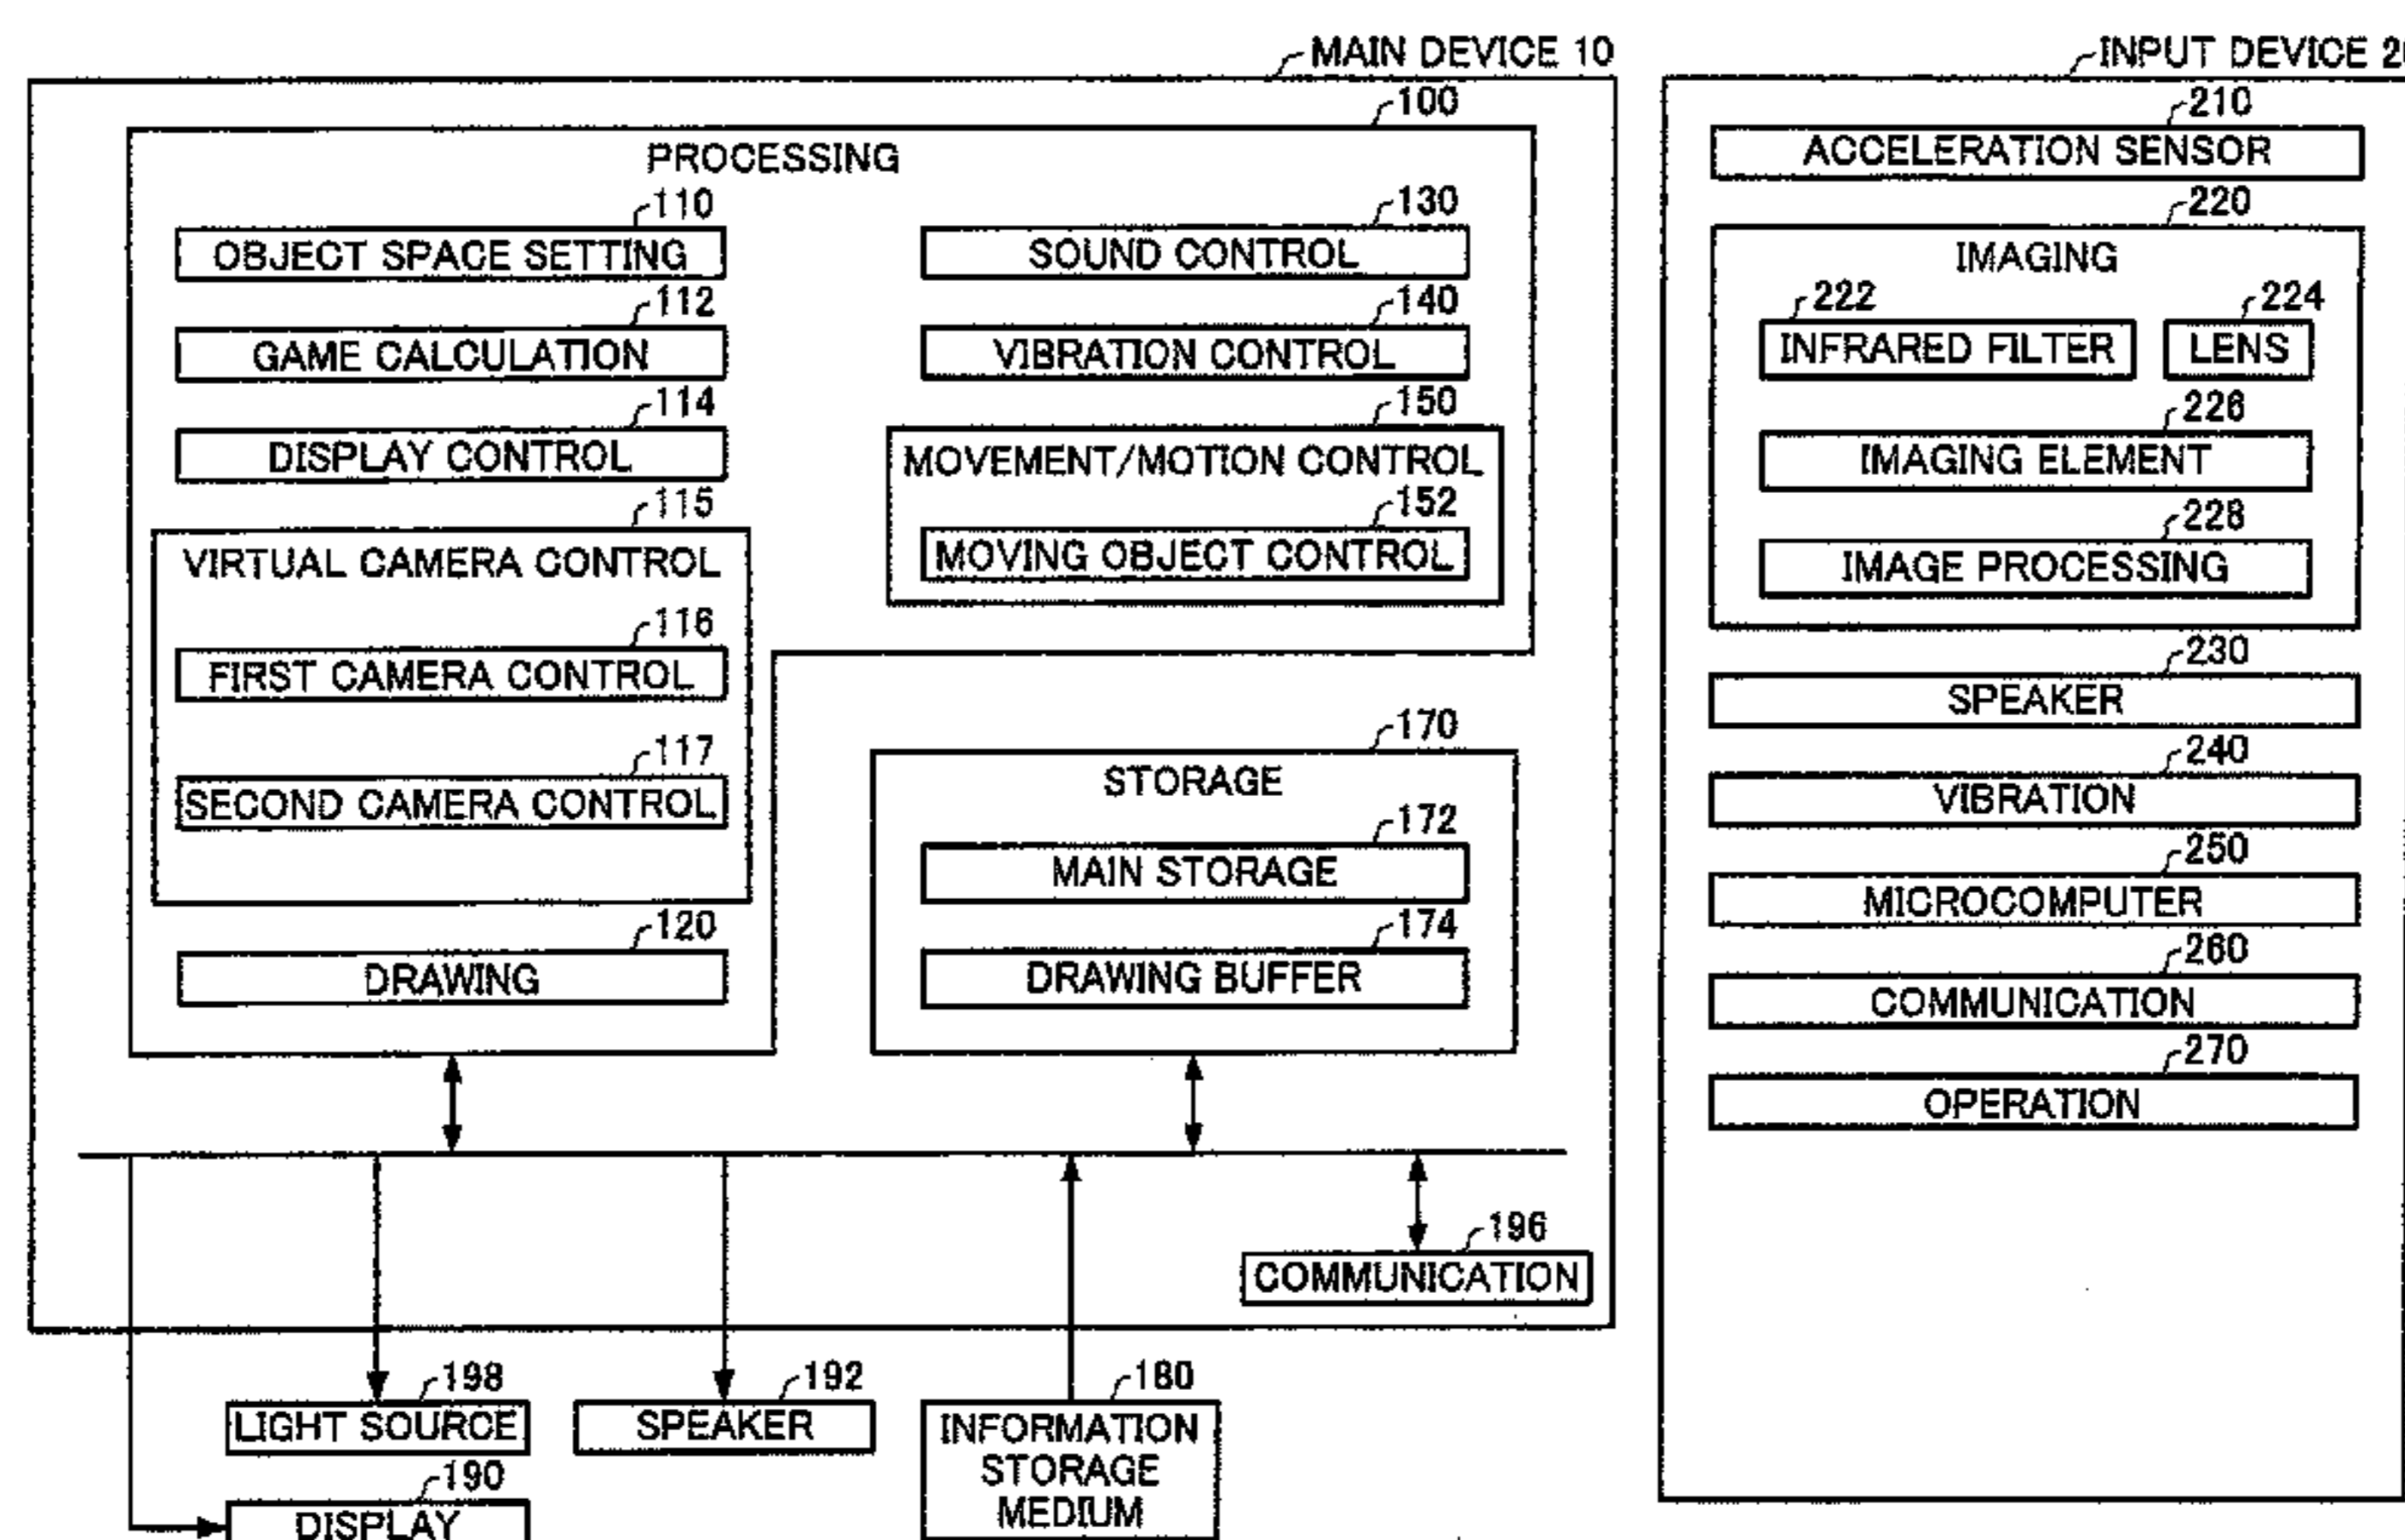 MAIN DEVICE 10
100
PROCESSING
110
OBJECT SPACE SETTING
112
GAME CALCULATION
114
DISPLAY CONTROL
115
VIRTUAL CAMERA CONTROL
116
FIRST CAMERA CONTROL
117
SECOND CAMERA CONTROL
120
DRAWING
130
SOUND CONTROL
140
VIBRATION CONTROL
150
MOVEMENT/MOTION CONTROL
152
MOVING OBJECT CONTROL
170
STORAGE
172
MAIN STORAGE
174
DRAWING BUFFER
196
COMMUNICATION
198
LIGHT SOURCE
190
DISPLAY
192
SPEAKER
180
INFORMATION
STORAGE
MEDIUM
INPUT DEVICE
210
ACCELERATION SENSOR
220
IMAGING
222
INFRARED FILTER
224
LENS
226
IMAGING ELEMENT
228
IMAGE PROCESSING
230
SPEAKER
240
VIBRATION
250
MICROCOMPUTER
260
COMMUNICATION
270
OPERATION